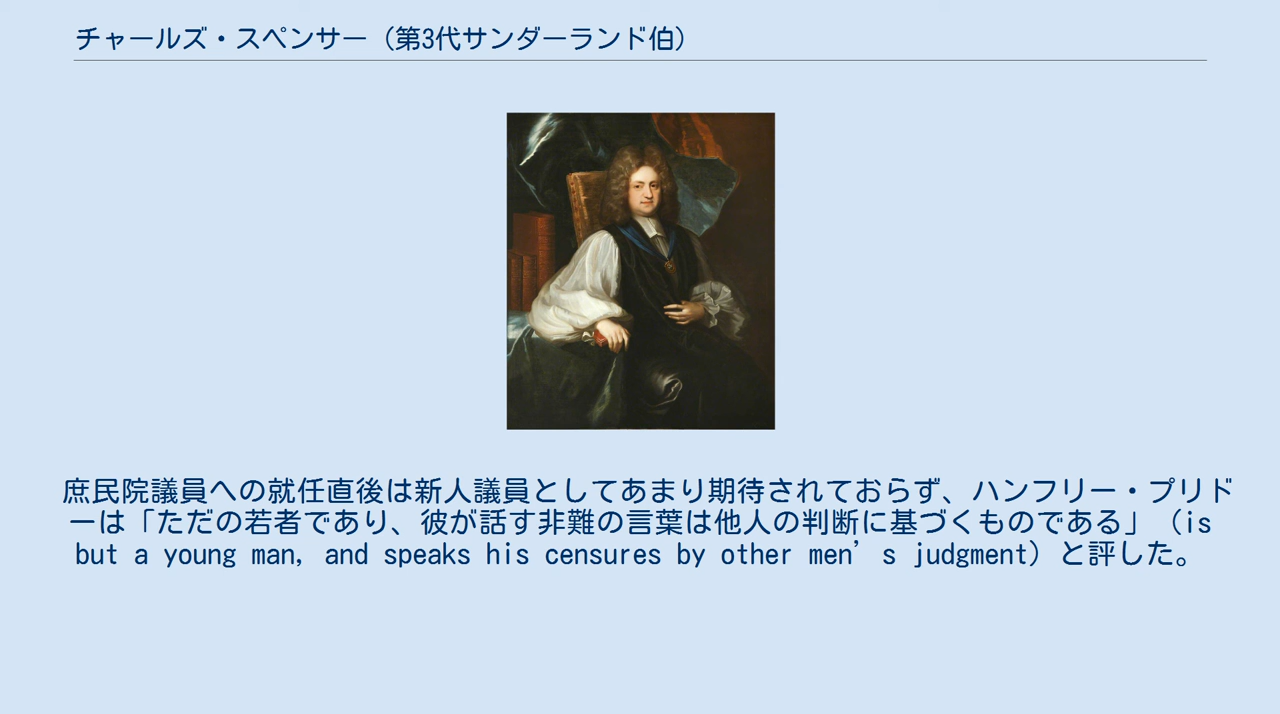 チャールズ・スペンサー（第3代サンダーランド伯）
庶民院議員への就任直後は新人議員としてあまり期待されておらず、ハンフリー・プリド
ーは「ただの若者であり、彼が話す非難の言葉は他人の判断に基づくものである」（is
but a young man, and speaks his censures by other men’s judgment）と評した。